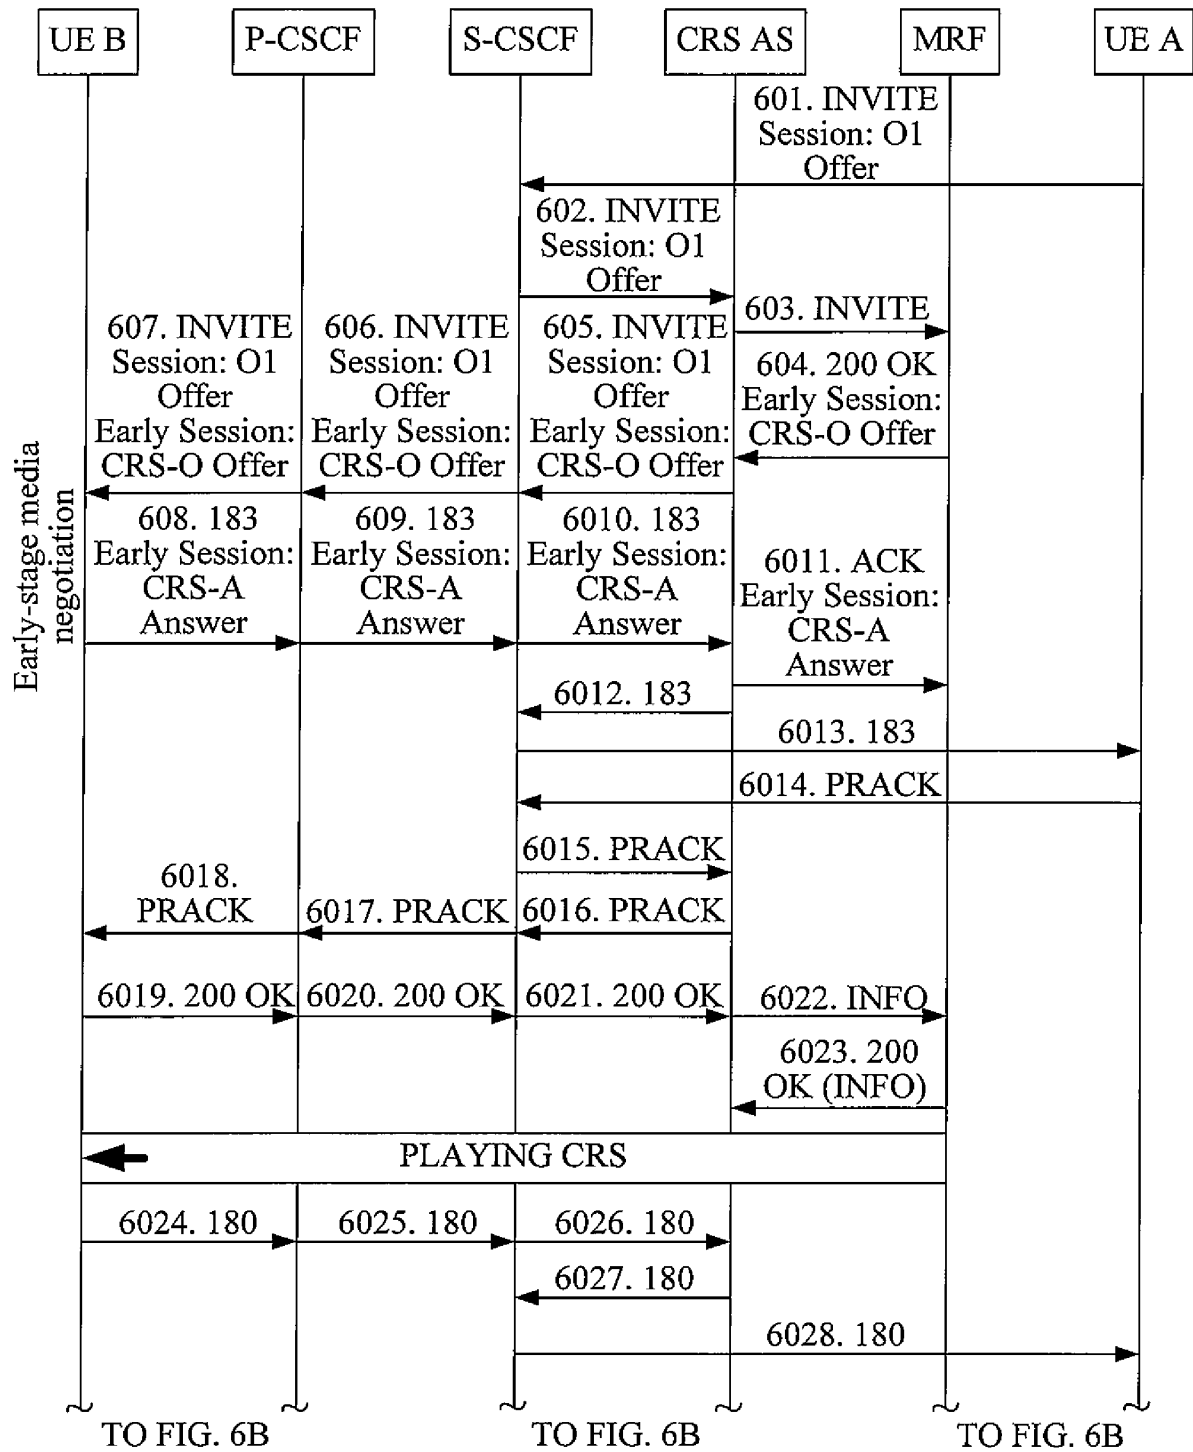 UE B
P-CSCF
S-CSCF
CRS AS
MRF
UE A
601. INVITE
Session: O1
Offer
602. INVITE
Session: O1
Offer
603. INVITE
604. 200 OK
Early Session:
CRS-O Offer
605. INVITE
Session: O1
Offer
Early Session:
CRS-O Offer
606. INVITE
Session: O1
Offer
Early Session:
CRS-O Offer
607. INVITE
Session: O1
Offer
Early Session:
CRS-O Offer
Early-stage media
negotiation
608. 183
Early Session:
CRS-A
Answer
609. 183
Early Session:
CRS-A
Answer
6010. 183
Early Session:
CRS-A
Answer
6011. ACK
Early Session:
CRS-A
Answer
6012. 183
6013. 183
6014. PRACK
6015. PRACK
6016. PRACK
6017. PRACK
6018.
PRACK
6019. 200 OK
6020. 200 OK
6021. 200 OK
6022. INFO
6023. 200
OK (INFO)
PLAYING CRS
6024. 180
6025. 180
6026. 180
6027. 180
6028. 180
TO FIG. 6B
TO FIG. 6B
TO FIG. 6B